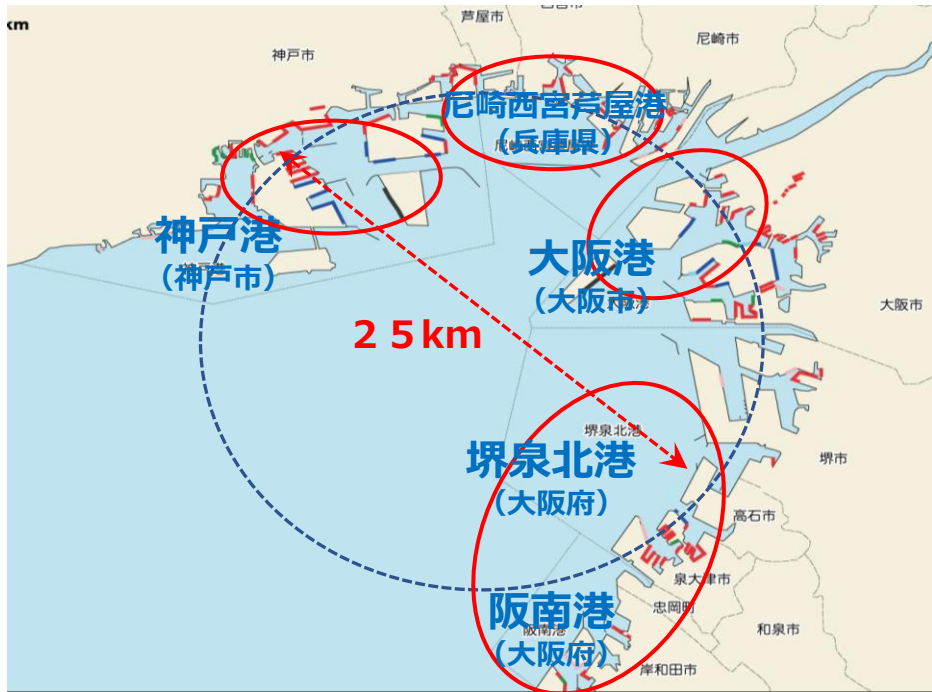 km
芦屋市
神戸市
尼崎市
尼崎西宮芦屋港
（兵庫県）
神戸港
（神戸市）
大阪港
（大阪市）
大阪市
２５km
堺泉北港
堺泉北港
（大阪府）
堺市
高石市
泉大津市
忠岡町
阪南港
阪南港
（大阪府）
和泉市
岸和田市